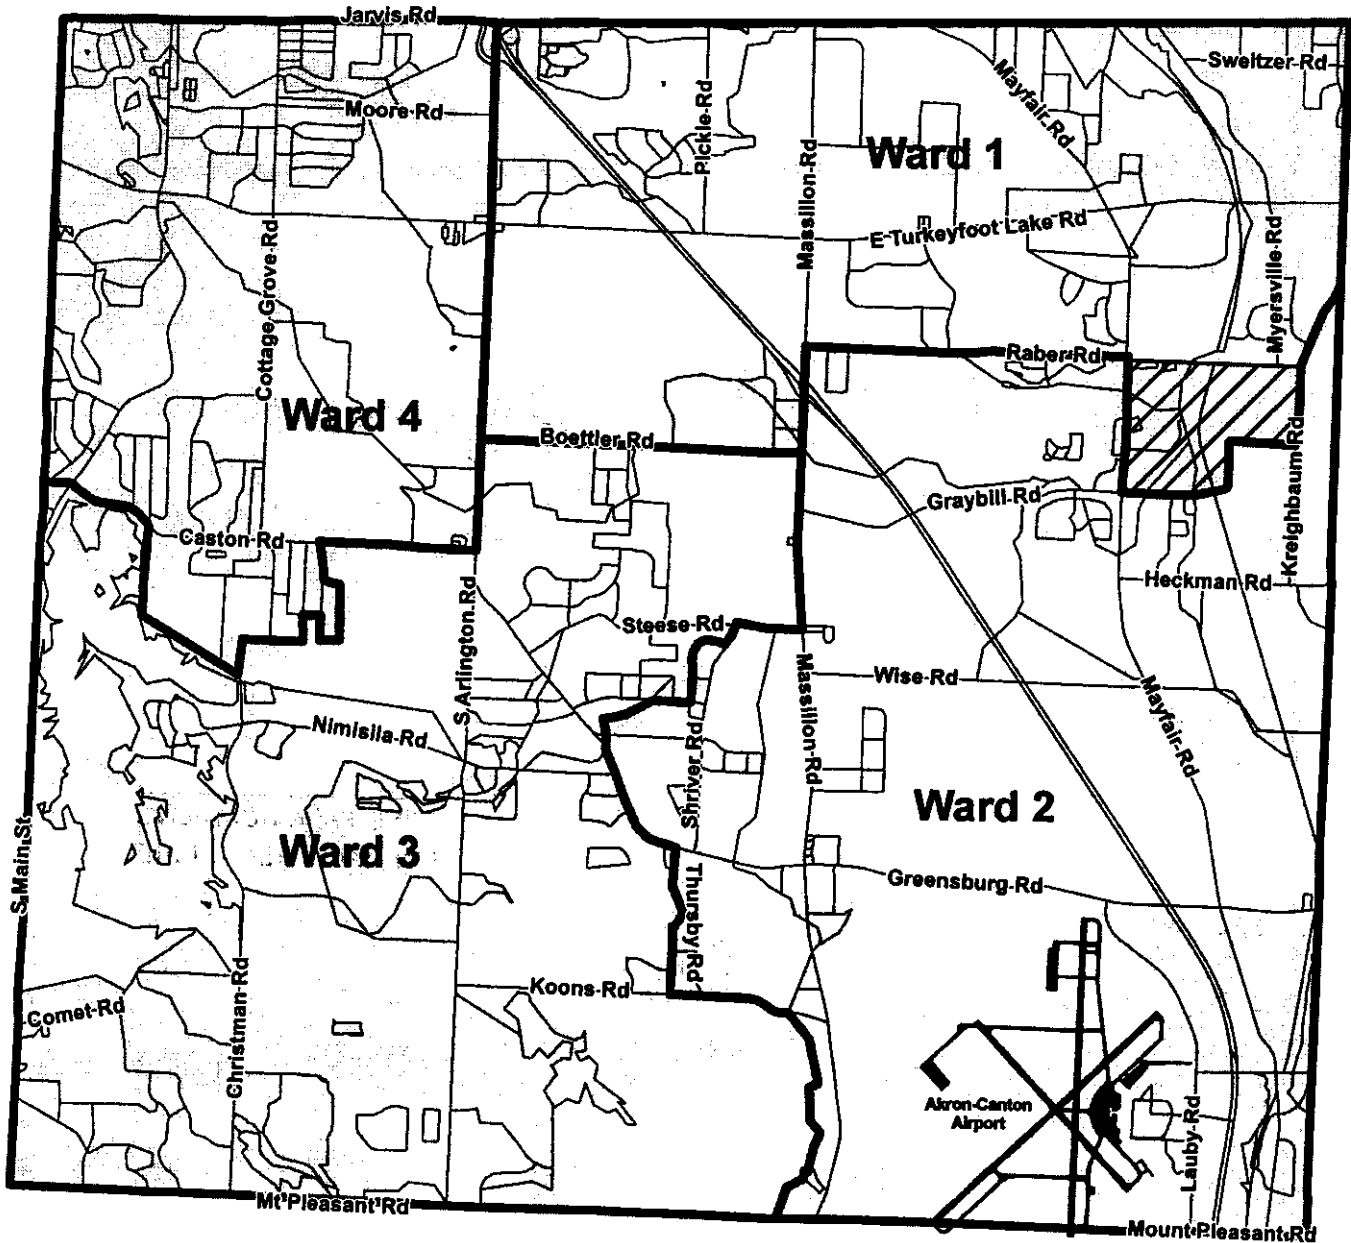 Jarvis Rd
Sweitzer Rd
Moore Rd
Pickle Rd
Mayfair Rd
Massillon Rd
Ward 1
E
E Turkeyfoot Lake Rd
Cottage Grove Rd
Myersville Rd
Raber Rd
Ward 4
Boettler Rd
Graybill Rd
Kreighbaum Rd
Caston Rd
Heckman Rd
S Arlington Rd
Steese Rd
Massillon Rd
Wise Rd
Mayfair Rd
Nimisila Rd
Shriver Rd
Ward 2
S Main St
Ward 3
Greensburg Rd
Thursby Rd
Christman Rd
Koons Rd
Comet Rd
Akron-Canton
Airport
Lauby Rd
Mt Pleasant Rd
Mount Pleasant Rd